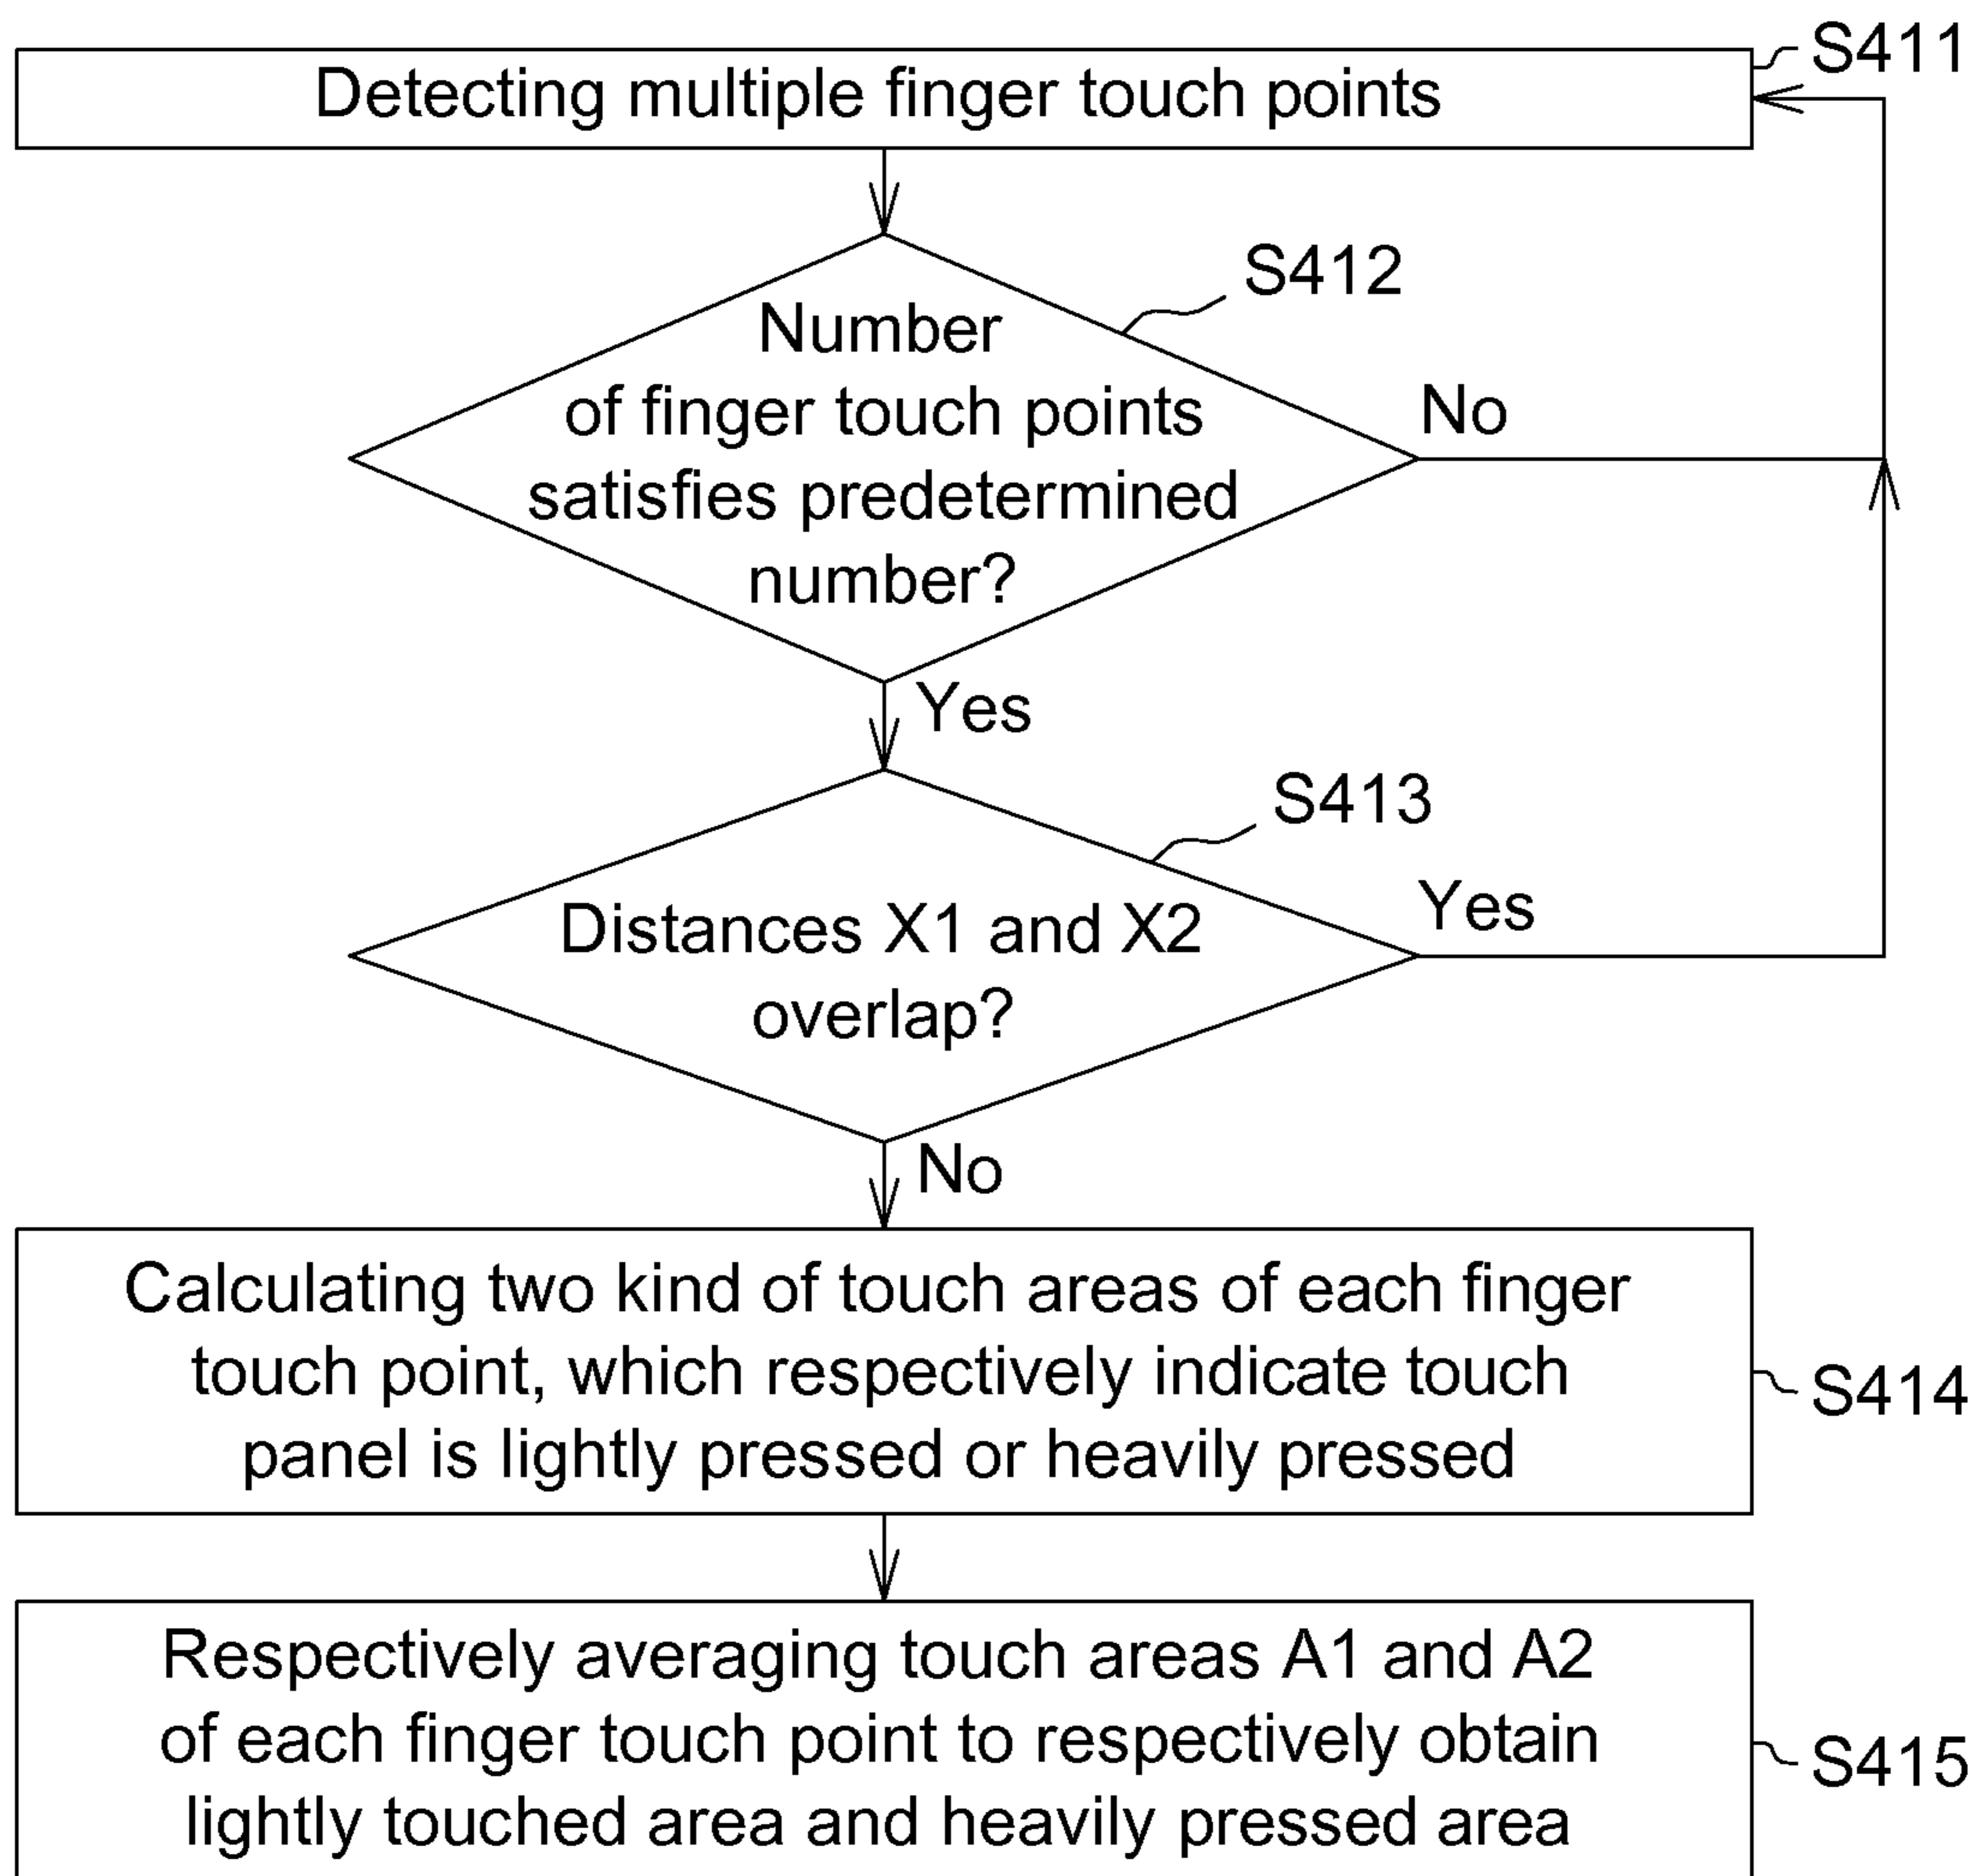 S411
Detecting multiple finger touch points
S412
Number
of finger touch points
satisfies predetermined
number?
No
Yes
S413
Distances X1 and X2
overlap?
Yes
No
Calculating two kind of touch areas of each finger
touch point, which respectively indicate touch
panel is lightly pressed or heavily pressed
S414
Respectively averaging touch areas A1 and A2
of each finger touch point to respectively obtain
lightly touched area and heavily pressed area
S415